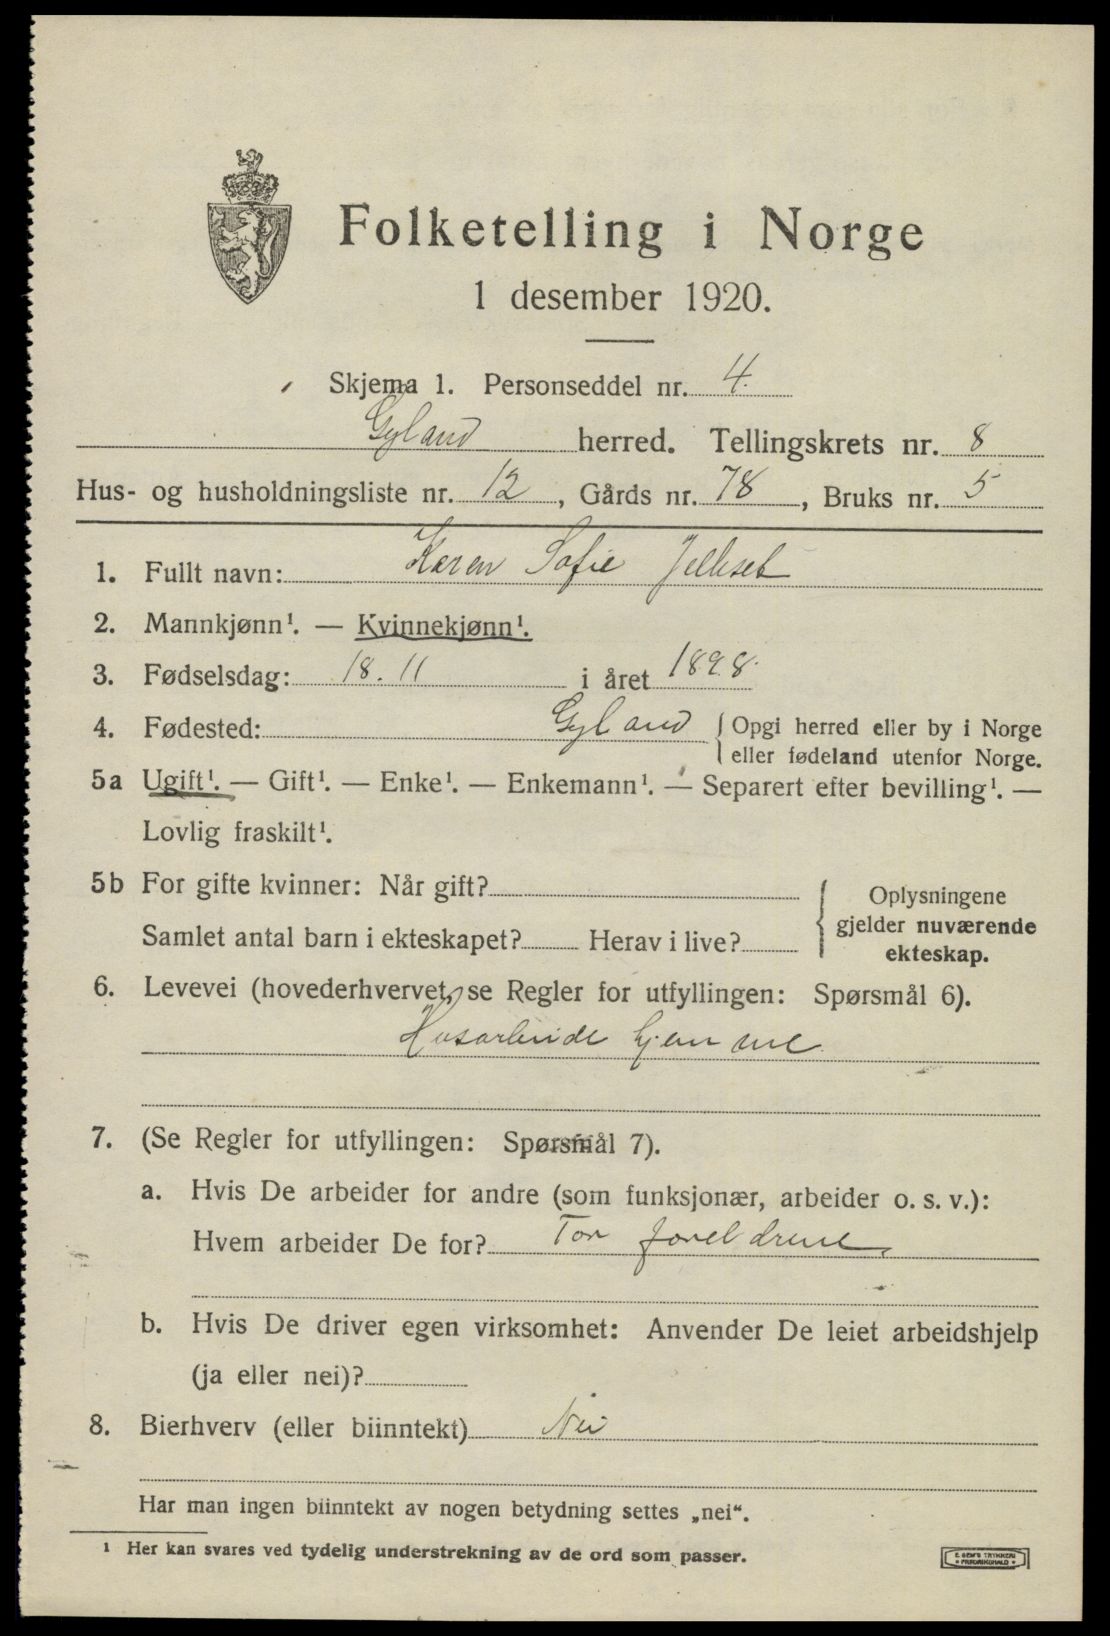 Folketelling i Norge
1 desember 1920.
Skjema 1. Personseddel nr. 4.
Gyland herred. Tellingskrets nr. 8
Hus- og husholdningsliste nr. 12, Gårds nr. 78, Bruks nr. 5
1. Fullt navn: Karen Sofie Jelleset
2. Mannkjønn¹. — Kvinnekjønn¹.
3. Fødselsdag: 18. 11 i året 1898.
4. Fødested: Gyland { Opgi herred eller by i Norge
eller fødeland utenfor Norge.
5a Ugift¹. — Gift¹. — Enke¹. — Enkemann¹. — Separert efter bevilling¹. —
Lovlig fraskilt¹.
5b For gifte kvinner: Når gift?
Samlet antal barn i ekteskapet? Herav i live?
{ Oplysningene
gjelder nuværende
ekteskap.
6. Levevei (hovederhvervet, se Regler for utfyllingen: Spørsmål 6).
Husarbeide hjemme
7. (Se Regler for utfyllingen: Spørsmål 7).
a. Hvis De arbeider for andre (som funksjonær, arbeider o. s. v.):
Hvem arbeider De for? For foreldrene,
b. Hvis De driver egen virksomhet: Anvender De leiet arbeidshjelp
(ja eller nei)?
8. Bierhverv (eller biinntekt) Nei
Har man ingen biinntekt av nogen betydning settes „nei“.
¹ Her kan svares ved tydelig understrekning av de ord som passer.